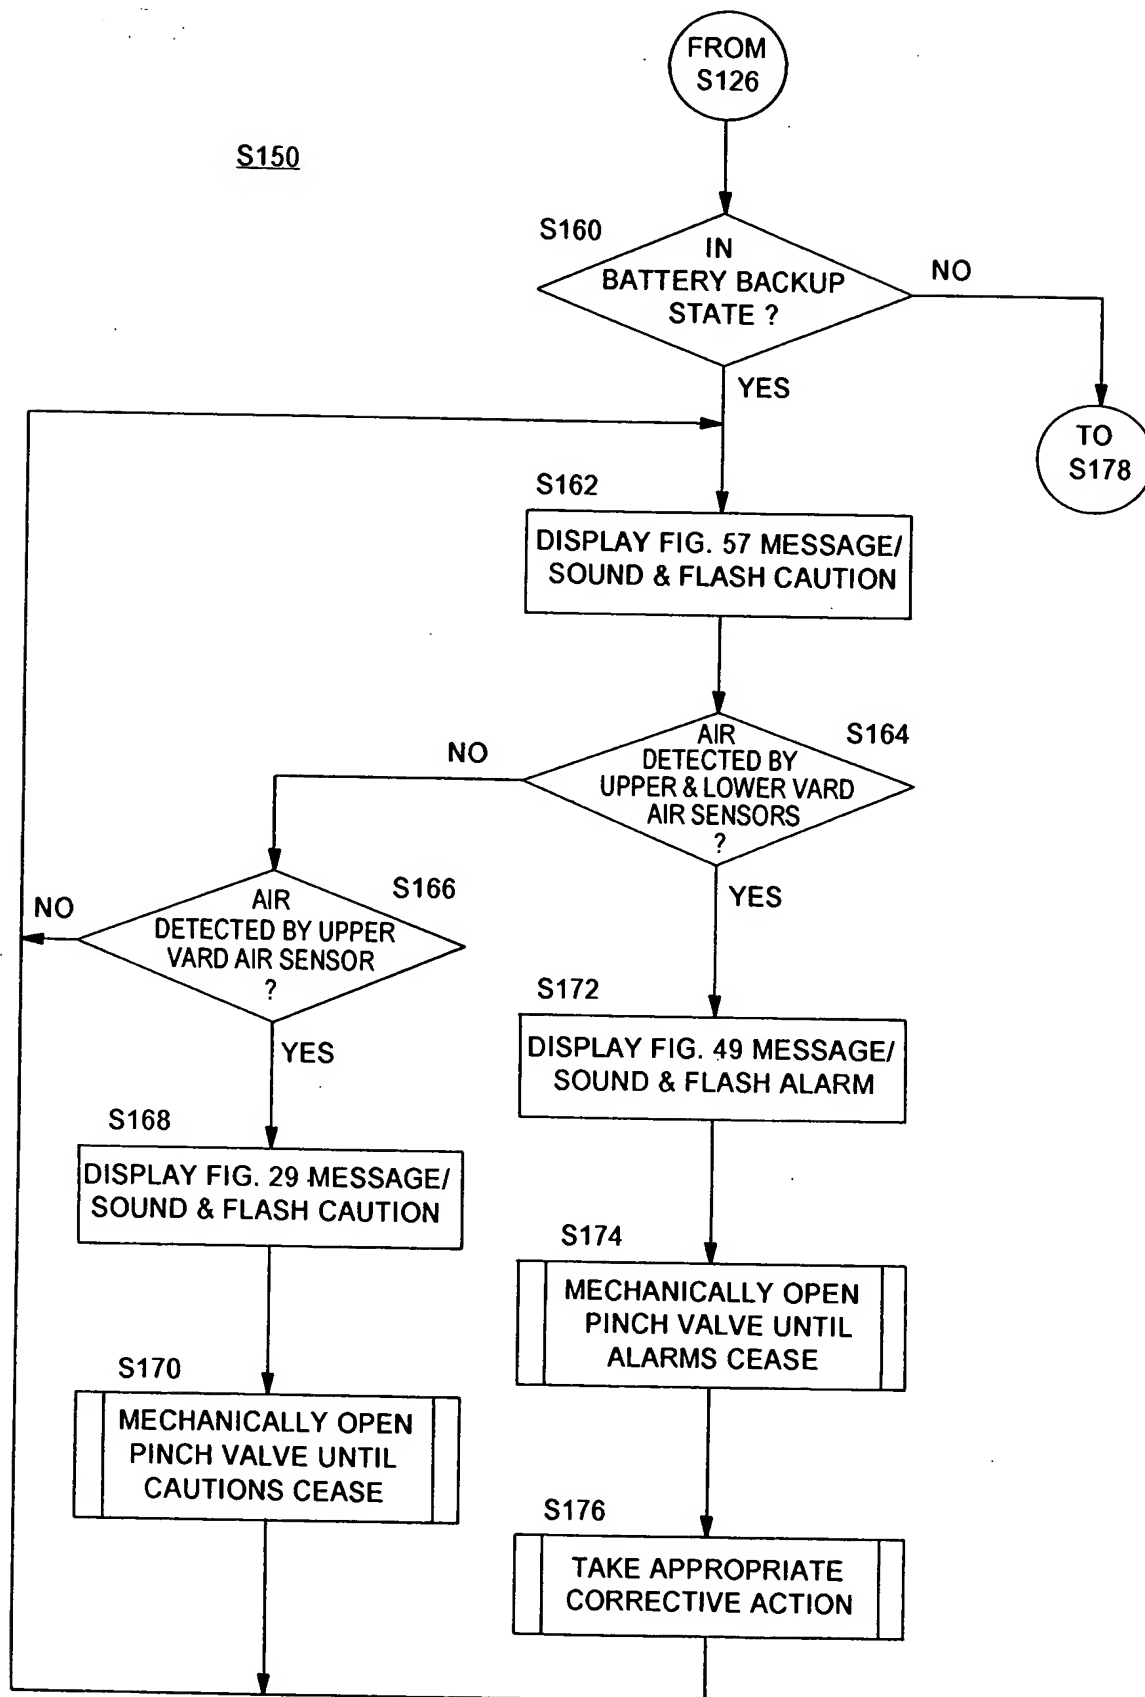 FROM
S126
S150
S160
IN
BATTERY BACKUP
STATE ?
NO
YES
TO
S178
S162
DISPLAY FIG. 57 MESSAGE/
SOUND & FLASH CAUTION
S164
AIR
DETECTED BY
UPPER & LOWER VARD
AIR SENSORS
?
NO
YES
S166
AIR
DETECTED BY UPPER
VARD AIR SENSOR
?
NO
YES
S172
DISPLAY FIG. 49 MESSAGE/
SOUND & FLASH ALARM
S168
DISPLAY FIG. 29 MESSAGE/
SOUND & FLASH CAUTION
S174
MECHANICALLY OPEN
PINCH VALVE UNTIL
ALARMS CEASE
S170
MECHANICALLY OPEN
PINCH VALVE UNTIL
CAUTIONS CEASE
S176
TAKE APPROPRIATE
CORRECTIVE ACTION